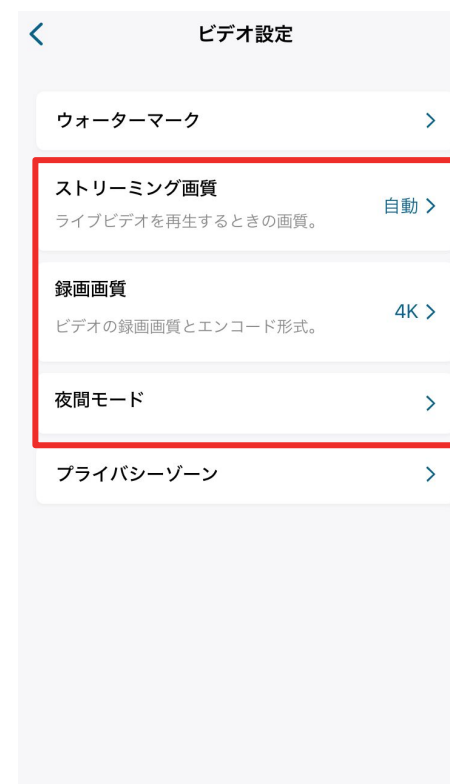 ビデオ設定
ウォーターマーク
ストリーミング画質
自動
ライブビデオを再生するときの画質。
録画画質
4K
ビデオの録画画質とエンコード形式。
夜間モード
プライバシーゾーン